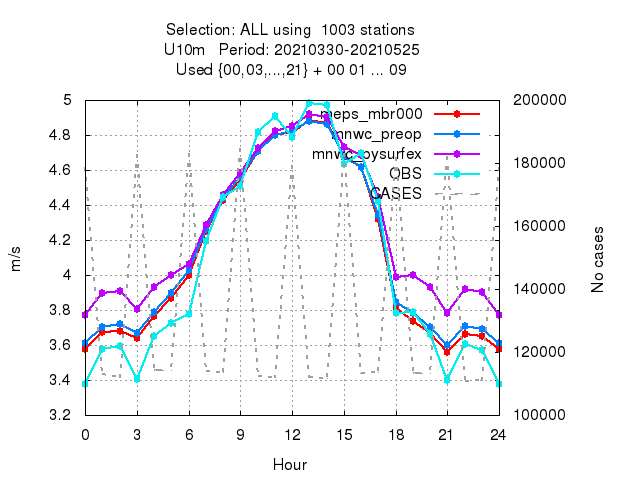 Selection: ALL using  1003 stations
U10m   Period: 20210330-20210525
Used {00,03,...,21} + 00 01 ... 09
5
4.8
4.6
4.4
4.2
4
3.8
3.6
3.4
3.2
m/s
meps_mbr000
mnwc_preop
mnwc_pysurfex
OBS
CASES
200000
180000
160000
140000
120000
100000
No cases
0 3 6 9 12 15 18 21 24
Hour